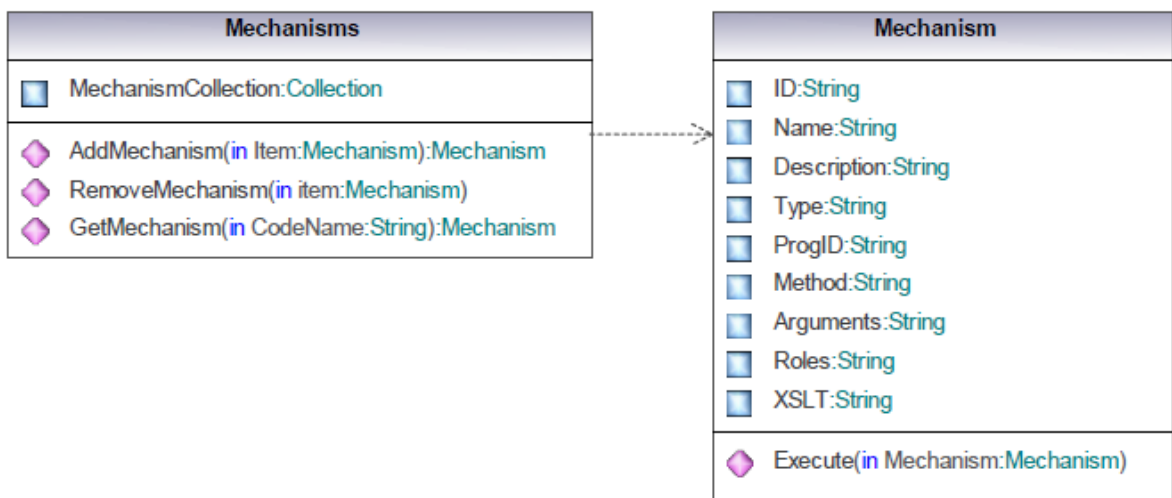 Mechanisms
MechanismCollection:Collection
AddMechanism(in Item:Mechanism):Mechanism
RemoveMechanism(in item:Mechanism)
GetMechanism(in CodeName:String):Mechanism
Mechanism
ID:String
Name:String
Description:String
Type:String
ProgID:String
Method:String
Arguments:String
Roles:String
XSLT:String
Execute(in Mechanism:Mechanism)